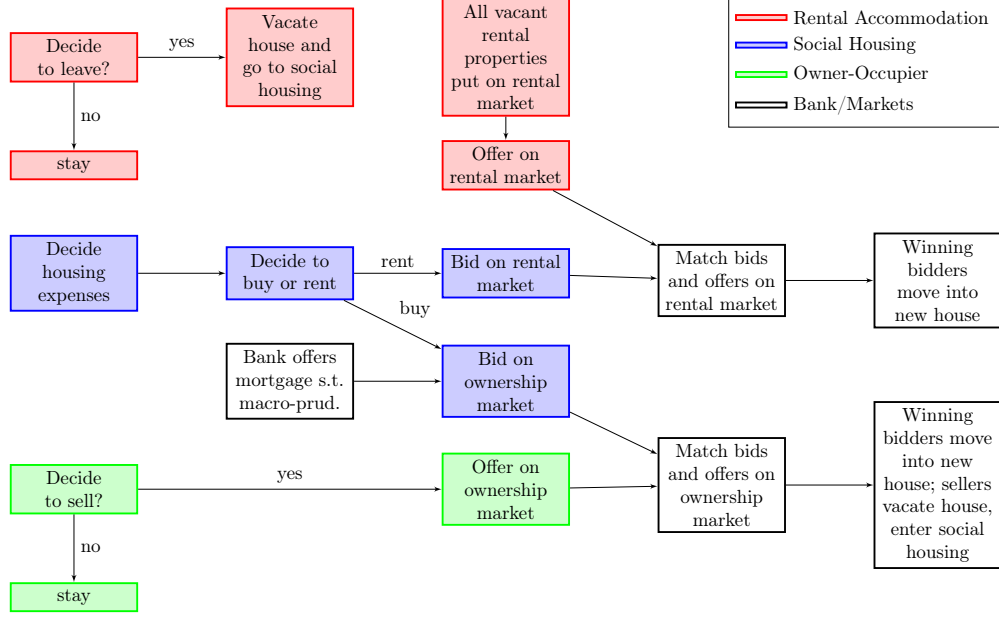 Decide
to leave?
yes
Vacate
house and
go to social
housing
no
stay
All vacant
rental
properties
put on rental
market
Offer on
rental market
Rental Accommodation
Social Housing
Owner-Occupier
Bank/Markets
Decide
housing
expenses
Decide to
buy or rent
rent
buy
Bid on rental
market
Match bids
and offers on
rental market
Winning
bidders
move into
new house
Bank offers
mortgage s.t.
macro-prud.
Bid on
ownership
market
Decide
to sell?
yes
no
stay
Offer on
ownership
market
Match bids
and offers on
ownership
market
Winning
bidders move
into new
house; sellers
vacate house,
enter social
housing